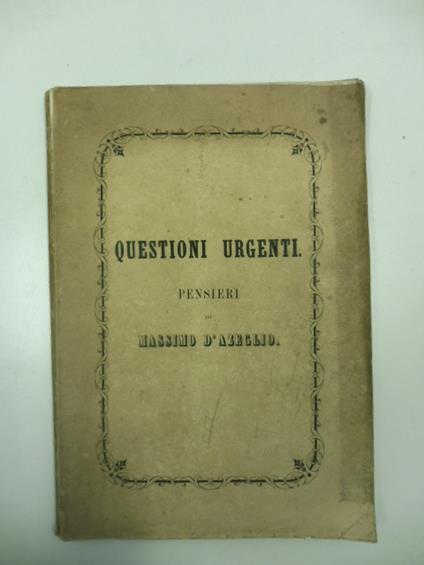 QUESTIONI URGENTI.
PENSIERI
DI
MASSIMO D'AZEGLIO.